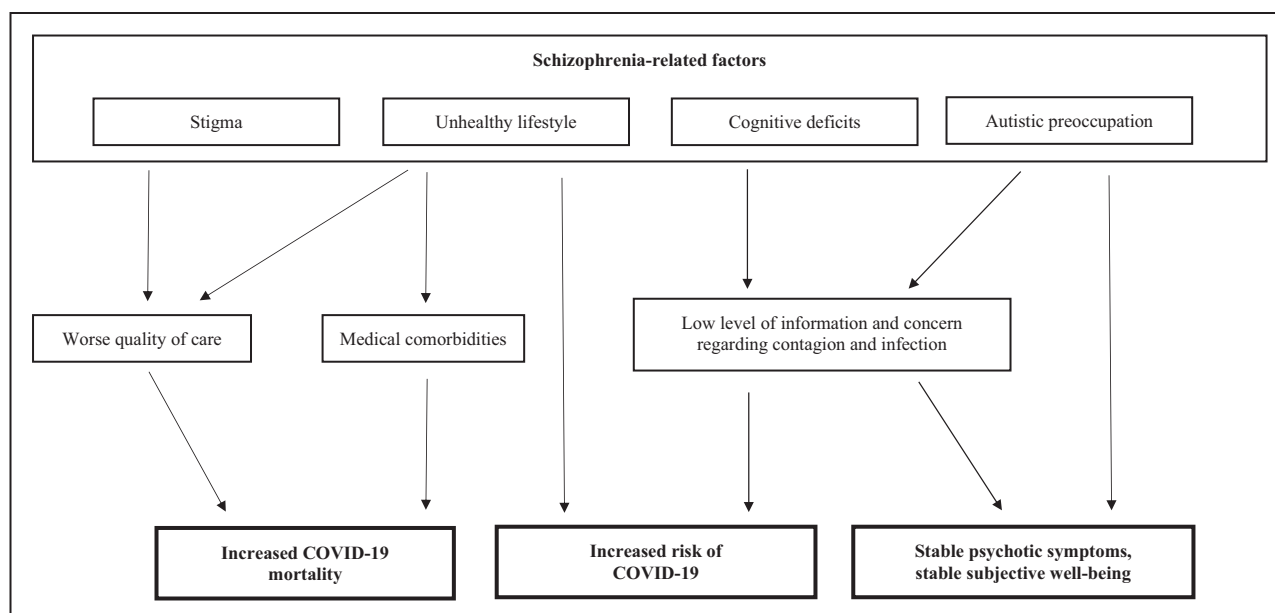 Schizophrenia-related factors
Stigma
Unhealthy lifestyle
Cognitive deficits
Autistic preoccupation
Worse quality of care
Medical comorbidities
Low level of information and concern
regarding contagion and infection
Increased COVID-19
mortality
Increased risk of
COVID-19
Stable psychotic symptoms,
stable subjective well-being